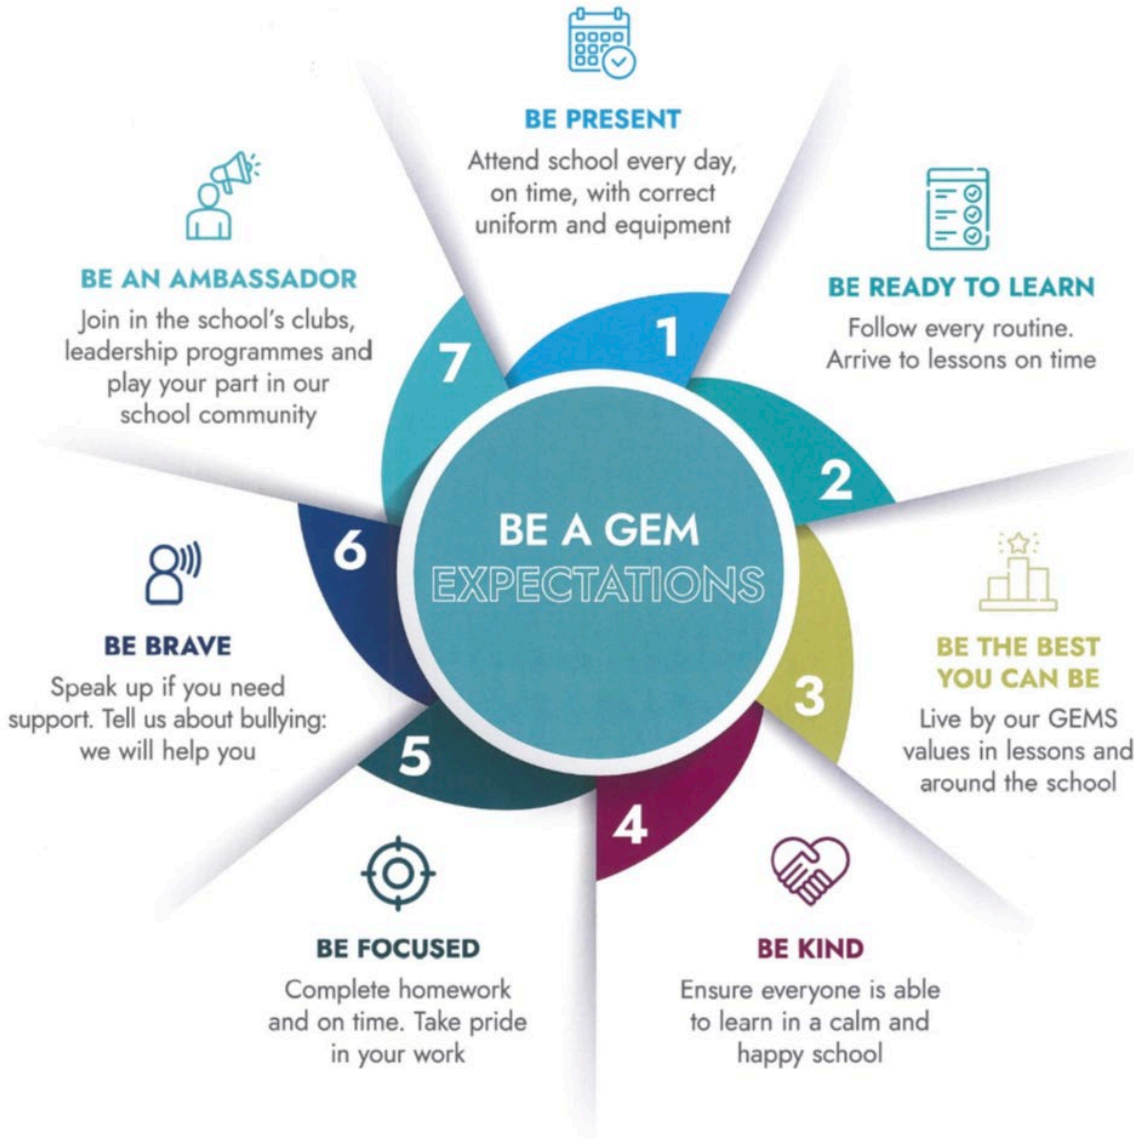 BE A GEM
EXPECTATIONS
1
BE PRESENT
Attend school every day,
on time, with correct
uniform and equipment
2
BE READY TO LEARN
Follow every routine.
Arrive to lessons on time
3
BE THE BEST
YOU CAN BE
Live by our GEMS
values in lessons and
around the school
4
BE KIND
Ensure everyone is able
to learn in a calm and
happy school
5
BE FOCUSED
Complete homework
and on time. Take pride
in your work
6
BE BRAVE
Speak up if you need
support. Tell us about bullying:
we will help you
7
BE AN AMBASSADOR
Join in the school's clubs,
leadership programmes and
play your part in our
school community